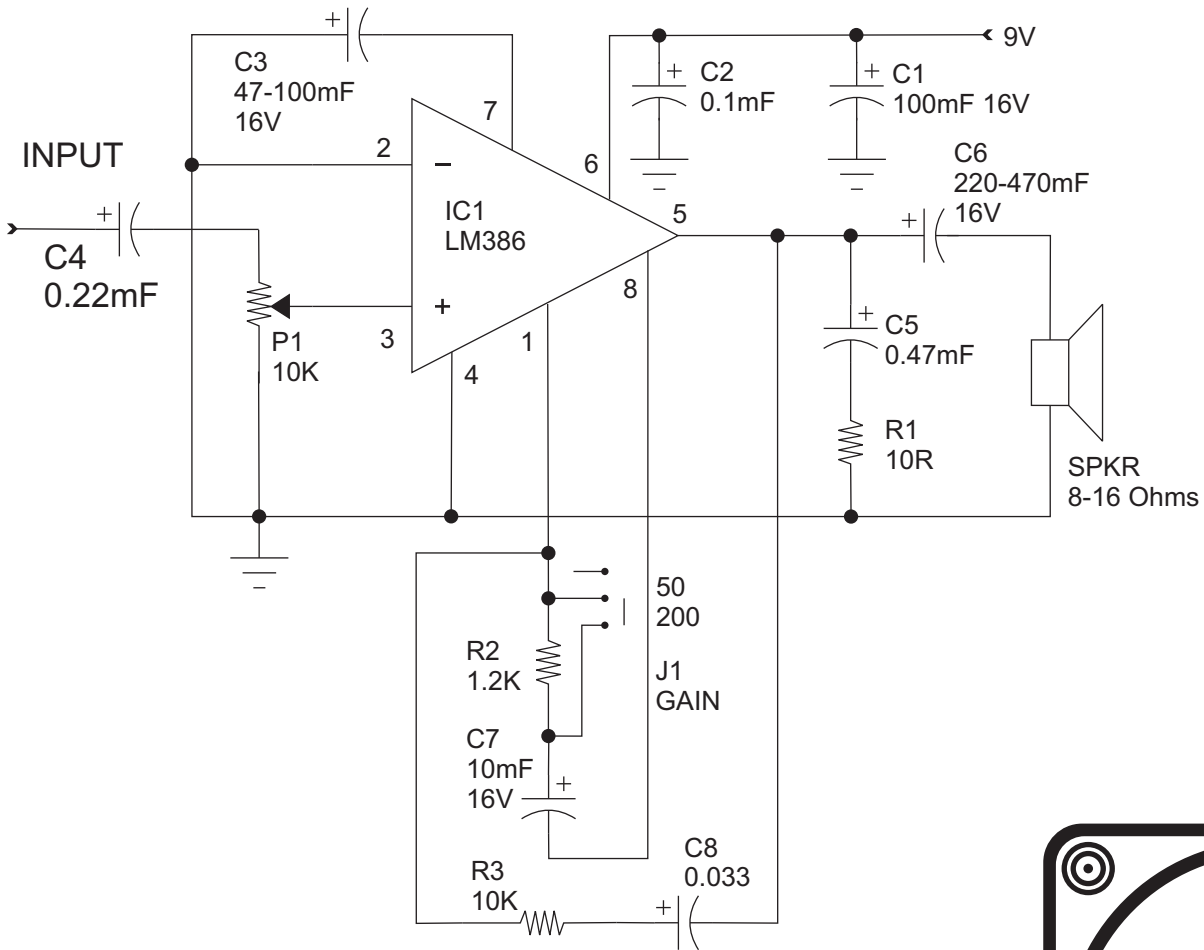 +
C3
47-100mF
16V
7
INPUT
2
−
+
C4
0.22mF
P1
10K
IC1
LM386
+
3
1
4
6
5
8
9V
+
C2
0.1mF
+
C1
100mF 16V
C6
220-470mF
16V
+
+
C5
0.47mF
R1
10R
SPKR
8-16 Ohms
50
200
J1
GAIN
R2
1.2K
C7
10mF
16V
+
R3
10K
C8
0.033
+